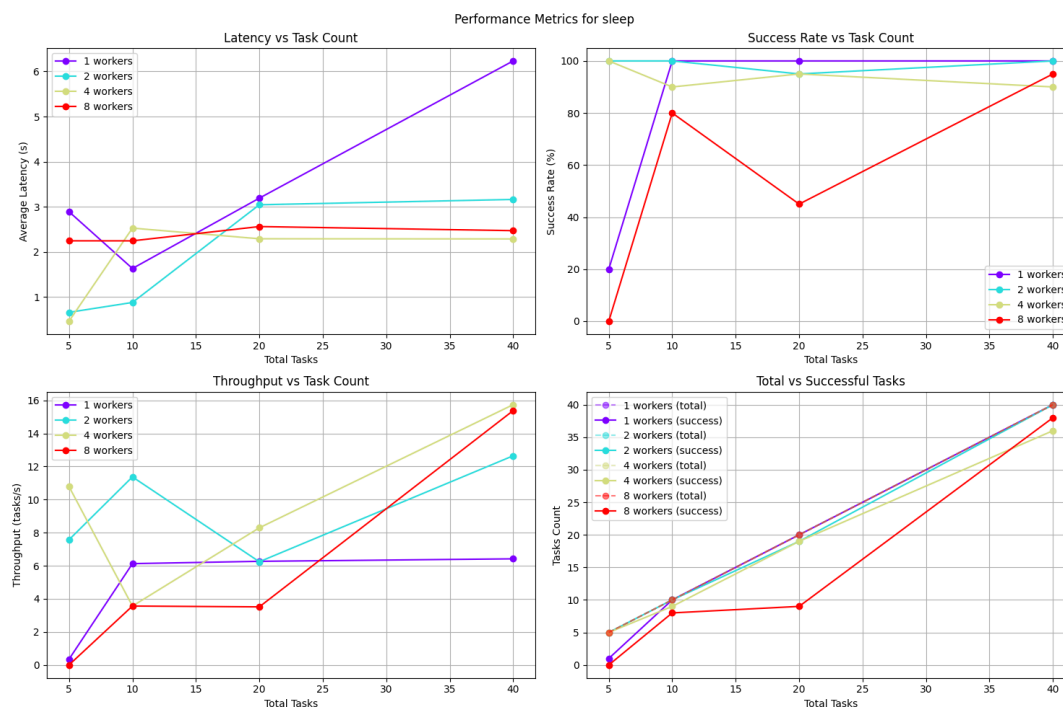 Performance Metrics for sleep
Latency vs Task Count
1 workers
2 workers
4 workers
8 workers
6
5
4
3
2
1
Average Latency (s)
5
10
15
20
25
30
35
40
Total Tasks
Success Rate vs Task Count
100
80
60
40
20
0
Success Rate (%)
1 workers
2 workers
4 workers
8 workers
5
10
15
20
25
30
35
40
Total Tasks
Throughput vs Task Count
1 workers
2 workers
4 workers
8 workers
16
14
12
10
8
6
4
2
0
Throughput (tasks/s)
5
10
15
20
25
30
35
40
Total Tasks
Total vs Successful Tasks
1 workers (total)
1 workers (success)
2 workers (total)
2 workers (success)
4 workers (total)
4 workers (success)
8 workers (total)
8 workers (success)
40
35
30
25
20
15
10
5
0
Tasks Count
5
10
15
20
25
30
35
40
Total Tasks